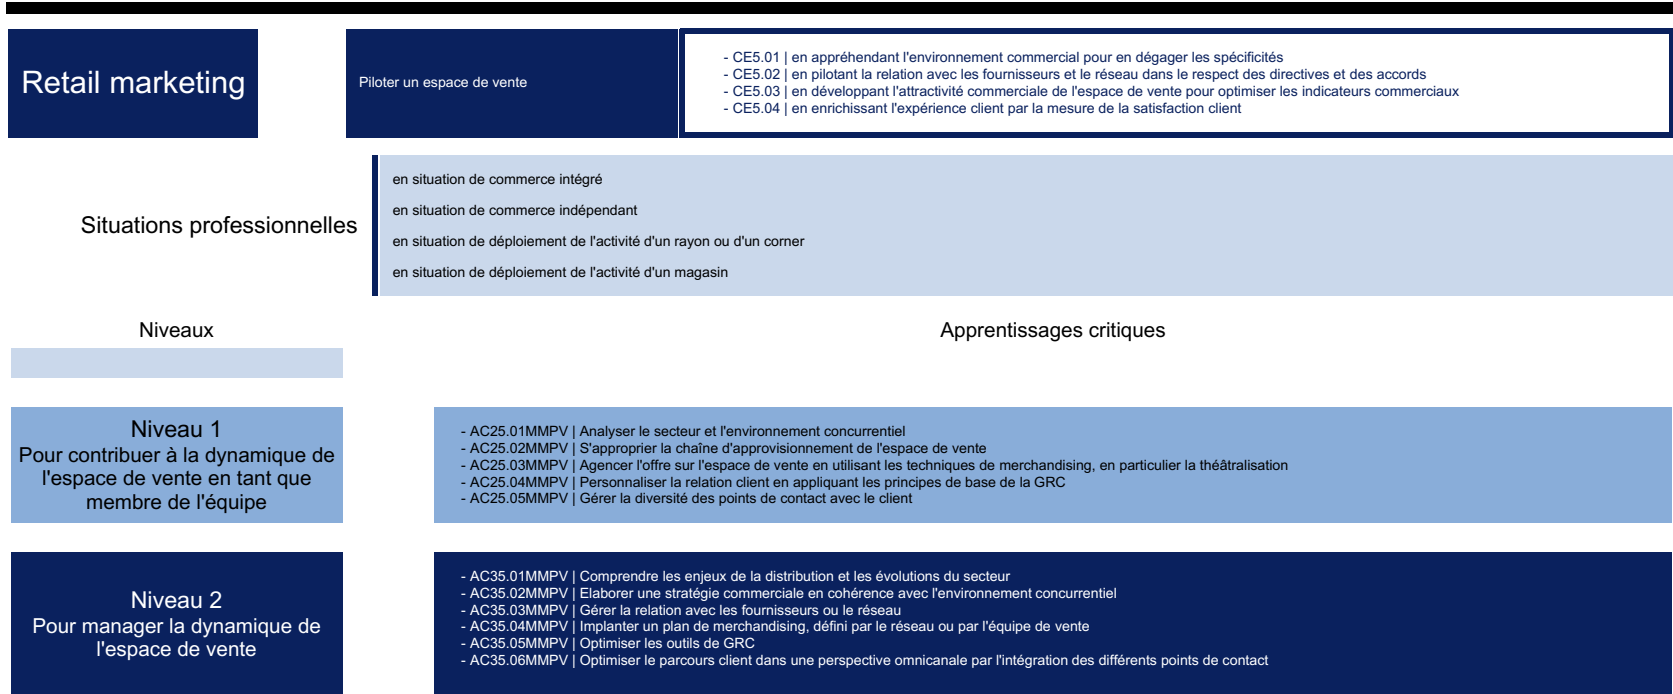 Retail marketing
Piloter un espace de vente
- CE5.01 | en appréhendant l'environnement commercial pour en dégager les spécificités
- CE5.02 | en pilotant la relation avec les fournisseurs et le réseau dans le respect des directives et des accords
- CE5.03 | en développant l'attractivité commerciale de l'espace de vente pour optimiser les indicateurs commerciaux
- CE5.04 | en enrichissant l'expérience client par la mesure de la satisfaction client
Situations professionnelles
en situation de commerce intégré
en situation de commerce indépendant
en situation de déploiement de l'activité d'un rayon ou d'un corner
en situation de déploiement de l'activité d'un magasin
Niveaux
Apprentissages critiques
Niveau 1
Pour contribuer à la dynamique de
l'espace de vente en tant que
membre de l'équipe
- AC25.01MMPV | Analyser le secteur et l'environnement concurrentiel
- AC25.02MMPV | S'approprier la chaîne d'approvisionnement de l'espace de vente
- AC25.03MMPV | Agencer l'offre sur l'espace de vente en utilisant les techniques de merchandising, en particulier la théâtralisation
- AC25.04MMPV | Personnaliser la relation client en appliquant les principes de base de la GRC
- AC25.05MMPV | Gérer la diversité des points de contact avec le client
Niveau 2
Pour manager la dynamique de
l'espace de vente
- AC35.01MMPV | Comprendre les enjeux de la distribution et les évolutions du secteur
- AC35.02MMPV | Elaborer une stratégie commerciale en cohérence avec l'environnement concurrentiel
- AC35.03MMPV | Gérer la relation avec les fournisseurs ou le réseau
- AC35.04MMPV | Implanter un plan de merchandising, défini par le réseau ou par l'équipe de vente
- AC35.05MMPV | Optimiser les outils de GRC
- AC35.06MMPV | Optimiser le parcours client dans une perspective omnicanale par l'intégration des différents points de contact